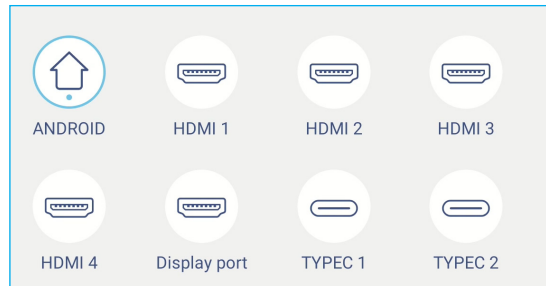 ANDROID HDMI 1 HDMI 2 HDMI 3
HDMI 4 Display port TYPEC 1 TYPEC 2